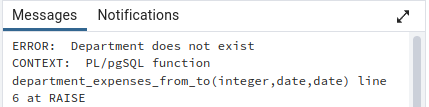 Messages Notifications
ERROR:  Department does not exist
CONTEXT:  PL/pgSQL function
department_expenses_from_to(integer,date,date) line
6 at RAISE